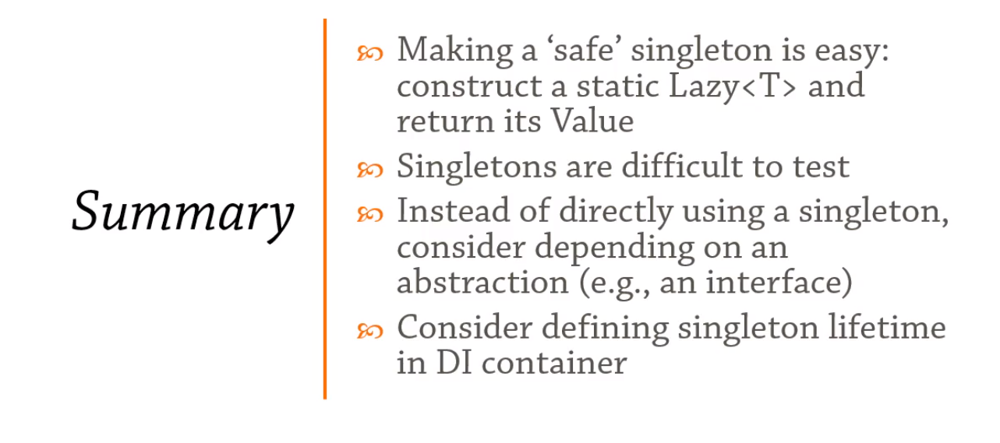 Summary
Making a ‘safe’ singleton is easy:
construct a static Lazy<T> and
return its Value
Singletons are difficult to test
Instead of directly using a singleton,
consider depending on an
abstraction (e.g., an interface)
Consider defining singleton lifetime
in DI container